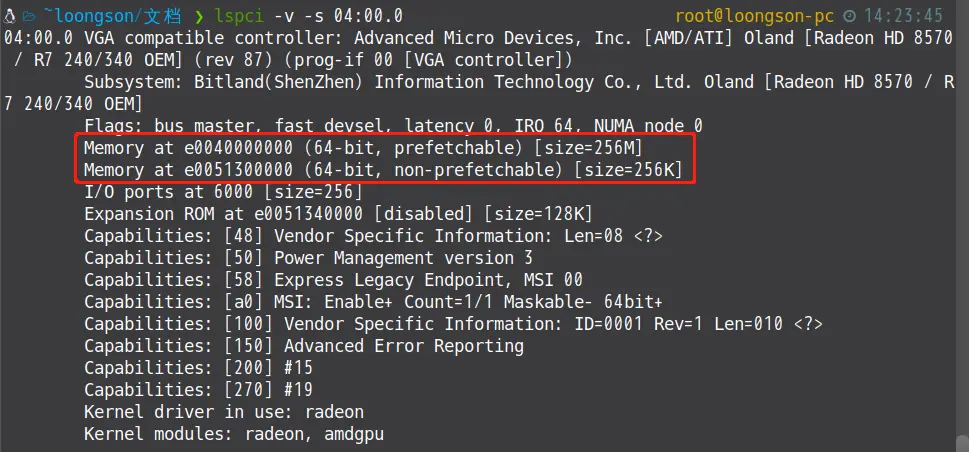 ~loongson/文档 ❯ lspci -v -s 04:00.0 root@loongson-pc 14:23:45
04:00.0 VGA compatible controller: Advanced Micro Devices, Inc. [AMD/ATI] Oland [Radeon HD 8570
 / R7 240/340 OEM] (rev 87) (prog-if 00 [VGA controller])
Subsystem: Bitland(ShenZhen) Information Technology Co., Ltd. Oland [Radeon HD 8570 / R
7 240/340 OEM]
Flags: bus master, fast devsel, latency 0, IRQ 64, NUMA node 0
Memory at e0040000000 (64-bit, prefetchable) [size=256M]
Memory at e0051300000 (64-bit, non-prefetchable) [size=256K]
I/O ports at 6000 [size=256]
Expansion ROM at e0051340000 [disabled] [size=128K]
Capabilities: [48] Vendor Specific Information: Len=08 <?>
Capabilities: [50] Power Management version 3
Capabilities: [58] Express Legacy Endpoint, MSI 00
Capabilities: [a0] MSI: Enable+ Count=1/1 Maskable- 64bit+
Capabilities: [100] Vendor Specific Information: ID=0001 Rev=1 Len=010 <?>
Capabilities: [150] Advanced Error Reporting
Capabilities: [200] #15
Capabilities: [270] #19
Kernel driver in use: radeon
Kernel modules: radeon, amdgpu